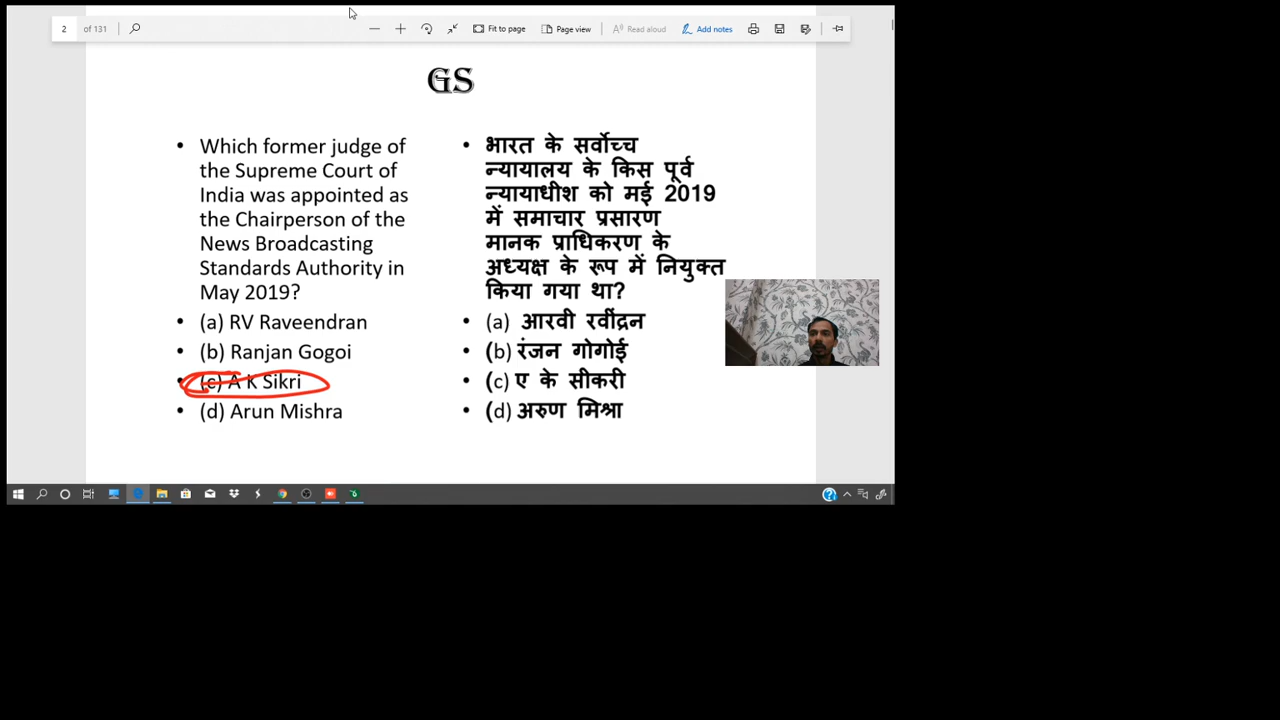 2 of 131 Fit to page Page view Read aloud Add notes
GS
• Which former judge of
the Supreme Court of
India was appointed as
the Chairperson of the
News Broadcasting
Standards Authority in
May 2019?
• (a) RV Raveendran
• (b) Ranjan Gogoi
• (c) A K Sikri
• (d) Arun Mishra
• भारत के सर्वोच्च
न्यायालय के किस पूर्व
न्यायाधीश को मई 2019
में समाचार प्रसारण
मानक प्राधिकरण के
अध्यक्ष के रूप में नियुक्त
किया गया था?
• (a) आरवी रवींद्रन
• (b) रंजन गोगोई
• (c) ए के सीकरी
• (d) अरुण मिश्रा